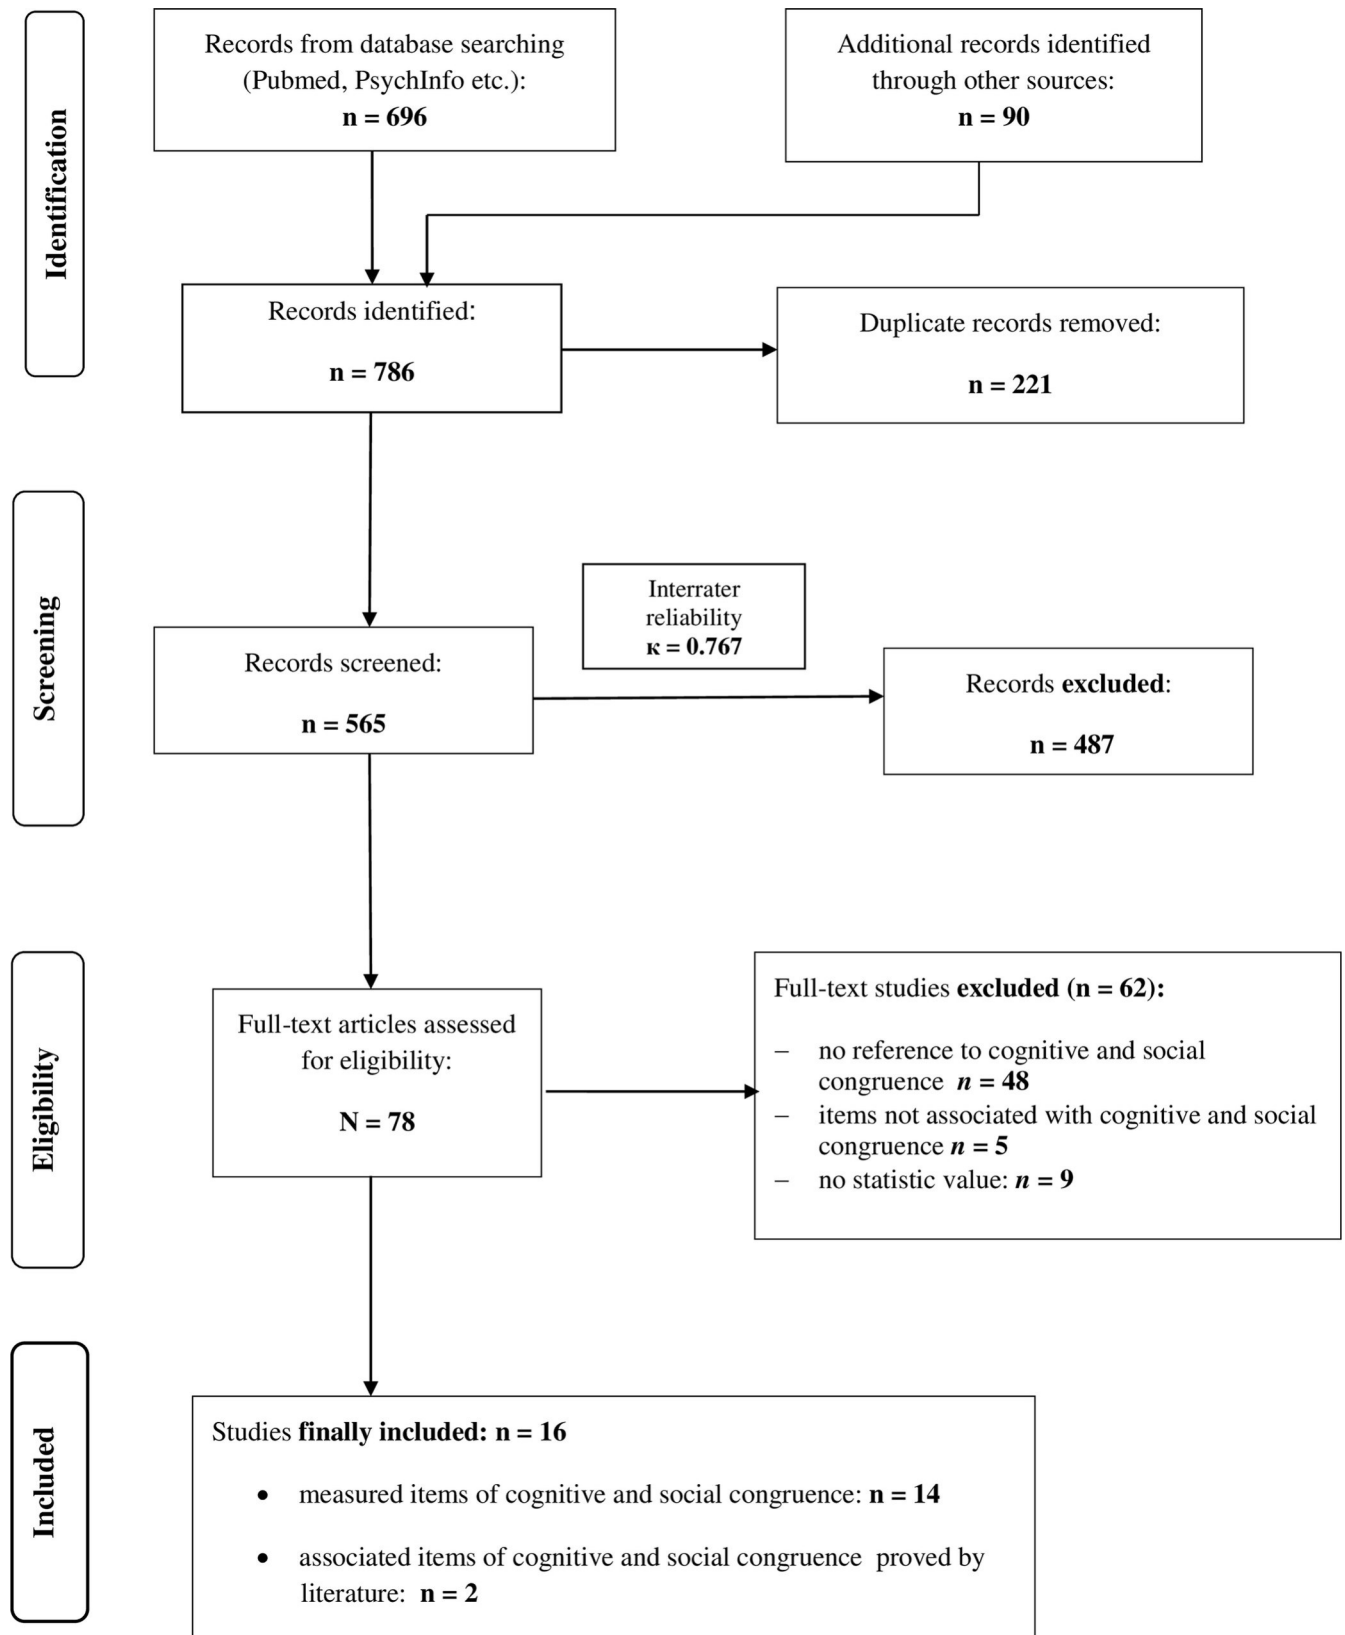 Identification
Records from database searching
(Pubmed, PsychInfo etc.):
n = 696
Additional records identified
through other sources:
n = 90
Records identified:
n = 786
Duplicate records removed:
n = 221
Screening
Interrater
reliability
κ = 0.767
Records screened:
n = 565
Records excluded:
n = 487
Eligibility
Full-text articles assessed
for eligibility:
N = 78
Full-text studies excluded (n = 62):
– no reference to cognitive and social
congruence n = 48
– items not associated with cognitive and social
congruence n = 5
– no statistic value: n = 9
Included
Studies finally included: n = 16
• measured items of cognitive and social congruence: n = 14
• associated items of cognitive and social congruence proved by
literature: n = 2